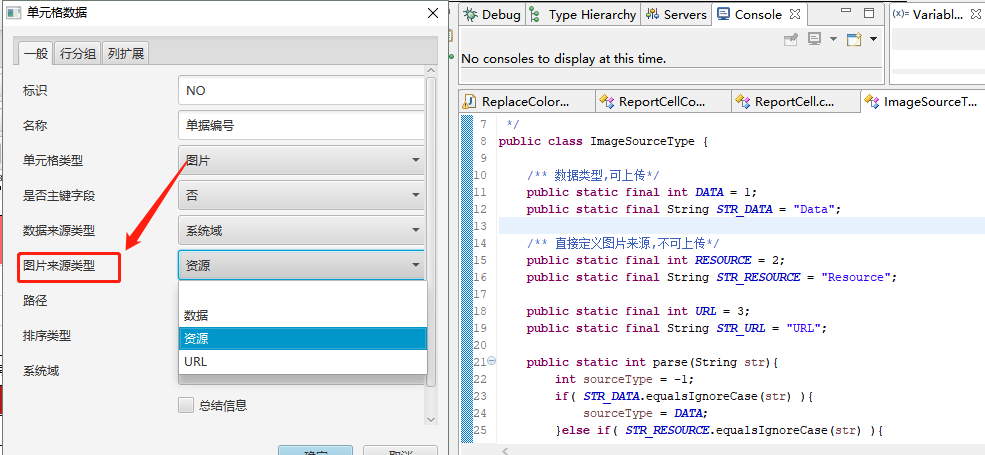 单元格数据
一般 行分组 列扩展
标识 NO
名称 单据编号
单元格类型 图片
是否主键字段 否
数据来源类型 系统域
图片来源类型 资源
路径
数据
排序类型 资源
URL
系统域
总结信息
确定 取消
Debug Type Hierarchy Servers Console
No consoles to display at this time.
(x)= Variabl...
ReplaceColor... ReportCellCo... ReportCell.c... ImageSourceT...
7 */
8 public class ImageSourceType {
9
10 /** 数据类型,可上传*/
11 public static final int DATA = 1;
12 public static final String STR_DATA = "Data";
13
14 /** 直接定义图片来源,不可上传*/
15 public static final int RESOURCE = 2;
16 public static final String STR_RESOURCE = "Resource";
17
18 public static final int URL = 3;
19 public static final String STR_URL = "URL";
20
21 public static int parse(String str){
22 int sourceType = -1;
23 if( STR_DATA.equalsIgnoreCase(str) ){
24 sourceType = DATA;
25 }else if( STR_RESOURCE.equalsIgnoreCase(str) ){